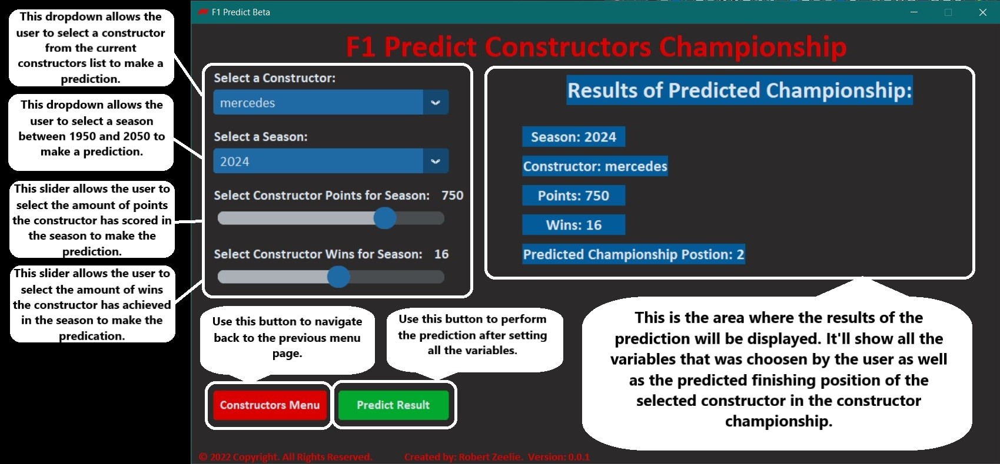 This dropdown allows the
user to select a constructor
from the current
constructors list to make a
prediction.
This dropdown allows the
user to select a season
between 1950 and 2050 to
make a prediction.
This slider allows the user to
select the amount of points
the constructor has scored in
the season to make the
prediction.
This slider allows the user to
select the amount of wins
the constructor has achieved
in the season to make the
predication.
F1 Predict Beta
F1 Predict Constructors Championship
Select a Constructor:
mercedes
Select a Season:
2024
Select Constructor Points for Season: 750
Select Constructor Wins for Season: 16
Results of Predicted Championship:
Season: 2024
Constructor: mercedes
Points: 750
Wins: 16
Predicted Championship Postion: 2
Use this button to navigate
back to the previous menu
page.
Use this button to perform
the prediction after setting
all the variables.
This is the area where the results of the
prediction will be displayed. It'll show all the
variables that was choosen by the user as well
as the predicted finishing position of the
selected constructor in the constructor
championship.
Constructors Menu
Predict Result
© 2022 Copyright. All Rights Reserved.
Created by: Robert Zeelie. Version: 0.0.1